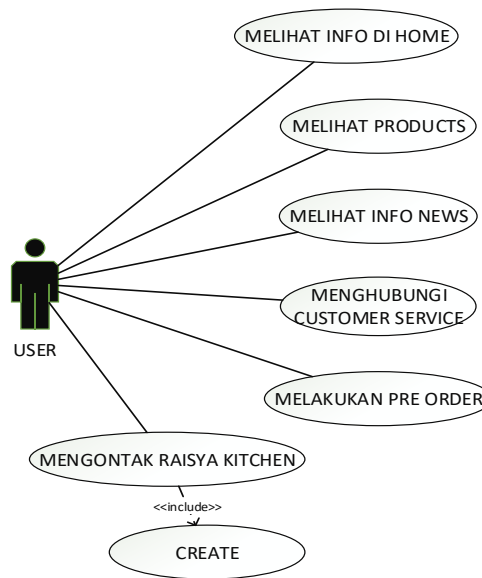 MELIHAT INFO DI HOME
MELIHAT PRODUCTS
MELIHAT INFO NEWS
MENGHUBUNGI
CUSTOMER SERVICE
USER
MELAKUKAN PRE ORDER
MENGONTAK RAISYA KITCHEN
<<include>>
CREATE